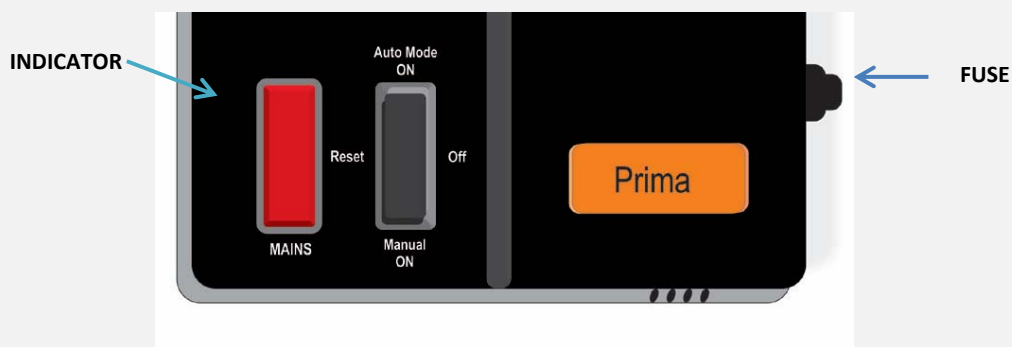 INDICATOR
Auto Mode
ON
FUSE
Reset
Off
Prima
MAINS
Manual
ON